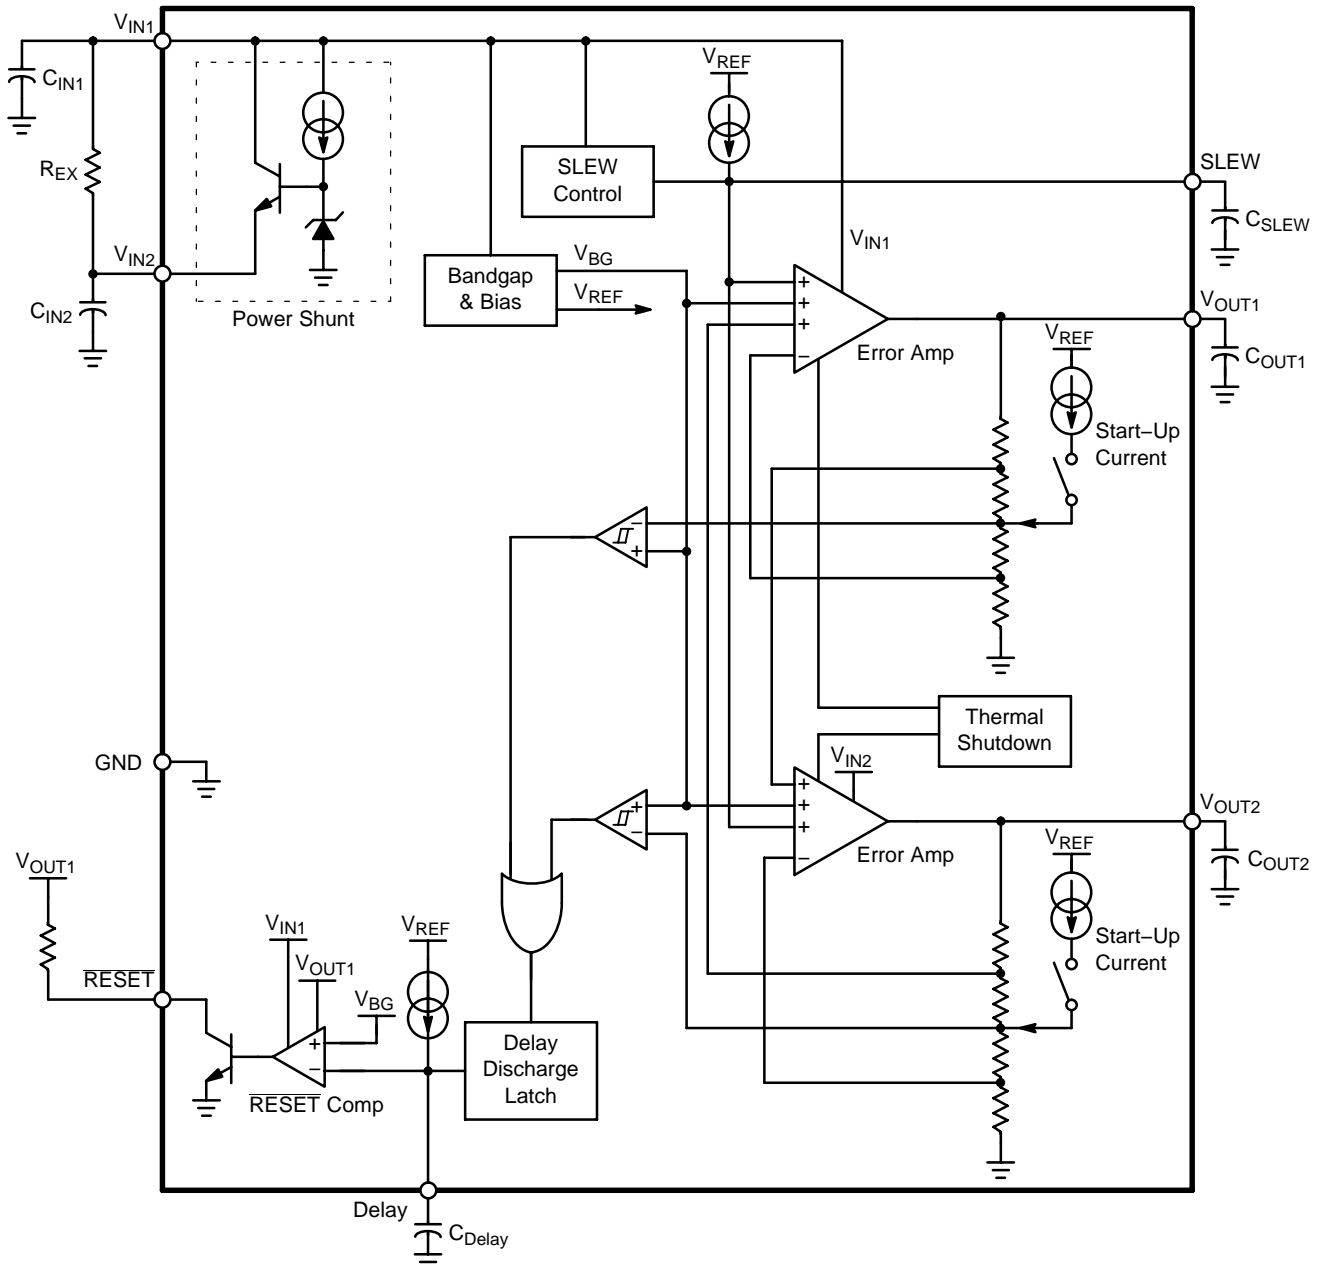 VIN1
CIN1
REX
VIN2
CIN2
Power Shunt
VREF
SLEW
Control
SLEW
CSLEW
VIN1
Bandgap
& Bias
VBG
VREF
+
+
+
−
Error Amp
VOUT1
COUT1
VREF
Start−Up
Current
−
+
Thermal
Shutdown
GND
VIN2
+
−
+
+
+
−
Error Amp
VOUT2
COUT2
VREF
Start−Up
Current
VOUT1
RESET
VIN1
VOUT1
VBG
VREF
+
−
RESET Comp
Delay
Discharge
Latch
Delay
CDelay